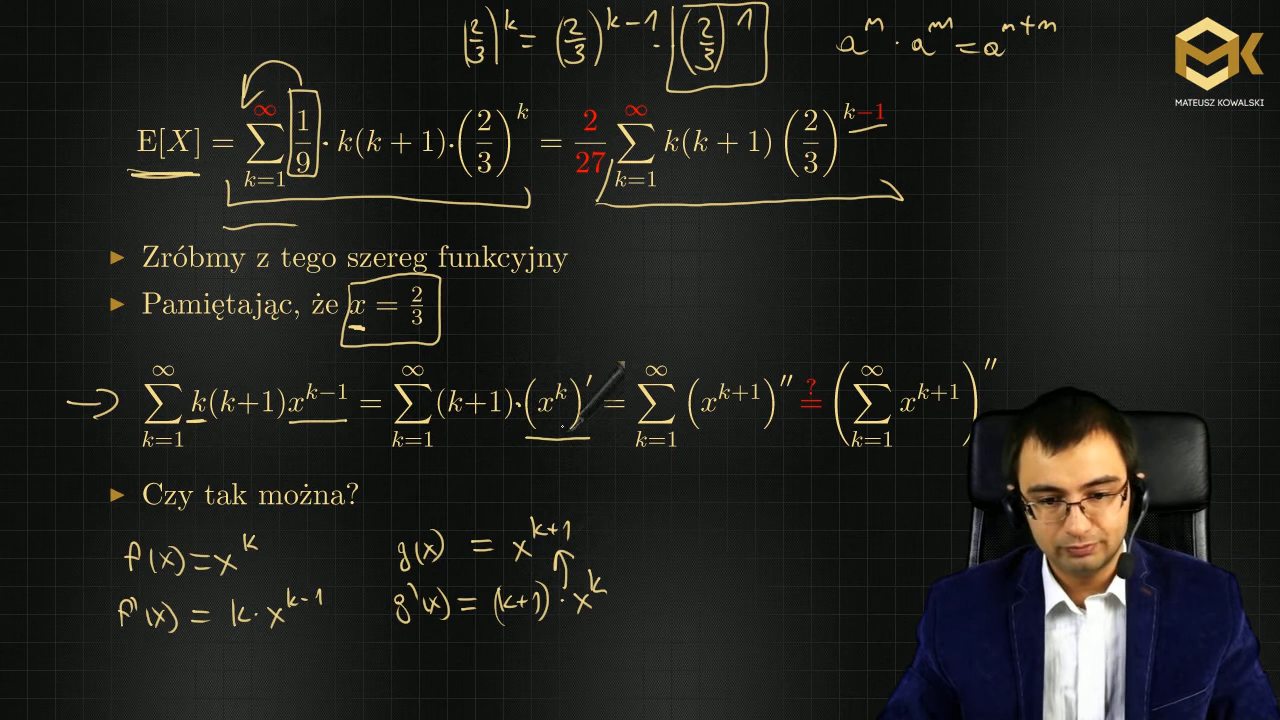 (2/3)^k = (2/3)^{k-1} · (2/3)^1   a^n · a^m = a^{n+m}
MATEUSZ KOWALSKI
E[X] = ∑_{k=1}^{∞} 1/9 · k(k + 1) · (2/3)^k = 2/27 ∑_{k=1}^{∞} k(k + 1) (2/3)^{k−1}
▶ Zróbmy z tego szereg funkcyjny
▶ Pamiętając, że x = 2/3
→ ∑_{k=1}^{∞} k(k+1)x^{k−1} = ∑_{k=1}^{∞} (k+1)·(x^k)′ = ∑_{k=1}^{∞} (x^{k+1})″ ?= (∑_{k=1}^{∞} x^{k+1})″
▶ Czy tak można?
f(x) = x^k   g(x) = x^{k+1}
f'(x) = k · x^{k-1}   g'(x) = (k+1) · x^k